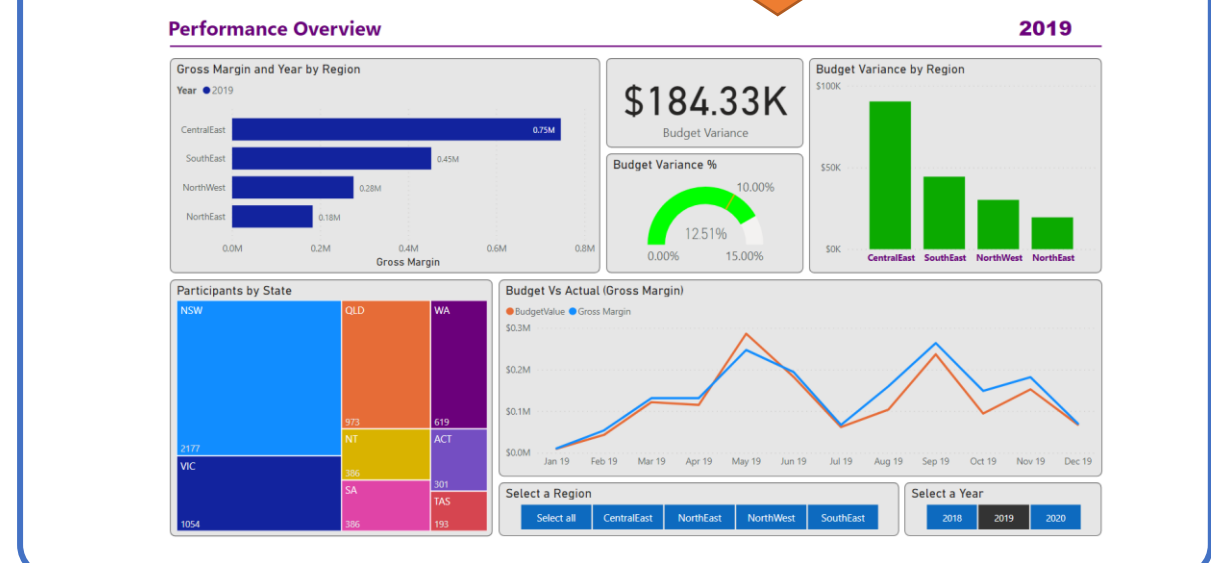 Performance Overview
2019
Gross Margin and Year by Region
Year 2019
CentralEast 0.75M
SouthEast 0.45M
NorthWest 0.28M
NorthEast 0.18M
0.0M 0.2M 0.4M 0.6M 0.8M
Gross Margin
$184.33K
Budget Variance
Budget Variance %
10.00%
12.51%
0.00% 15.00%
Budget Variance by Region
$100K
$50K
$0K
CentralEast SouthEast NorthWest NorthEast
Participants by State
NSW
2177
VIC
1054
QLD
973
NT
386
SA
386
WA
619
ACT
301
TAS
193
Budget Vs Actual (Gross Margin)
BudgetValue Gross Margin
$0.3M
$0.2M
$0.1M
$0.0M
Jan 19 Feb 19 Mar 19 Apr 19 May 19 Jun 19 Jul 19 Aug 19 Sep 19 Oct 19 Nov 19 Dec 19
Select a Region
Select all CentralEast NorthEast NorthWest SouthEast
Select a Year
2018 2019 2020